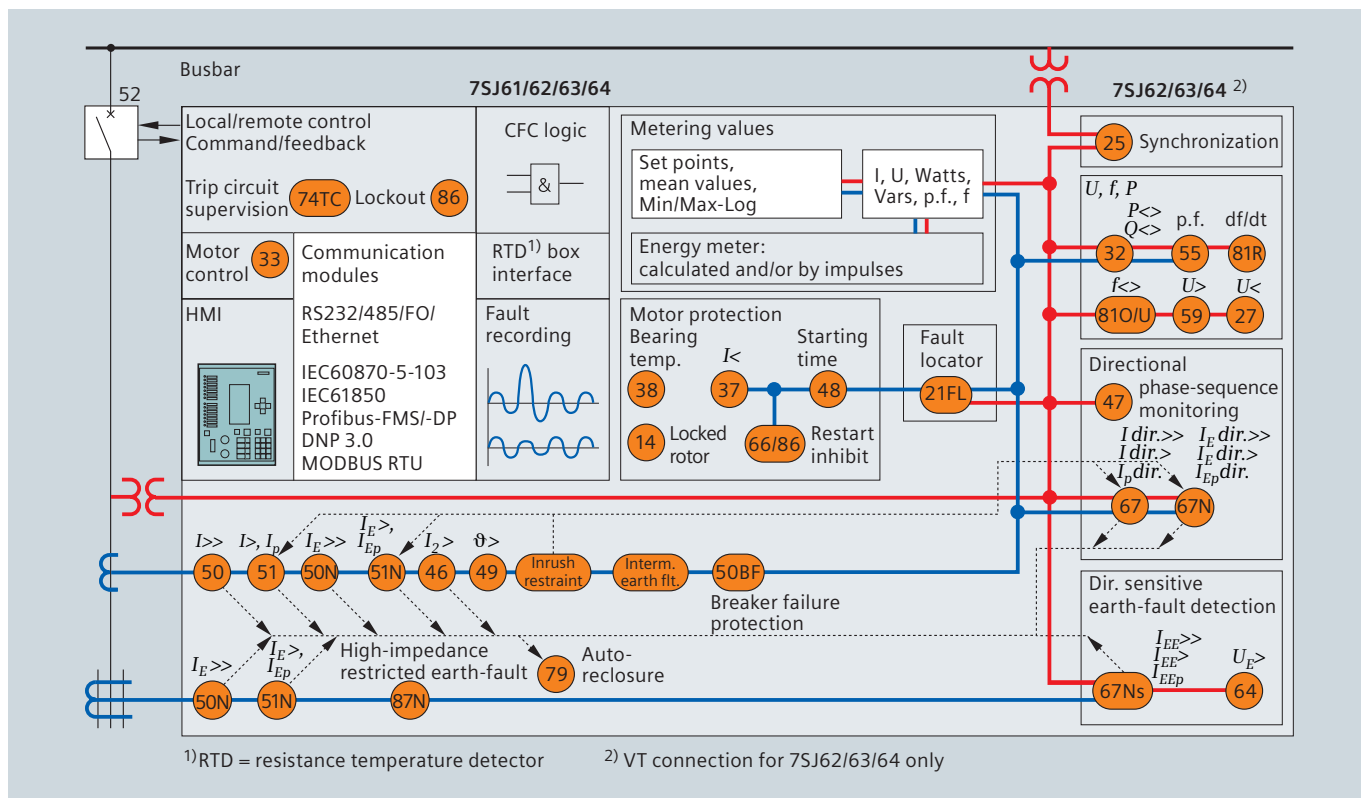 Busbar
52
7SJ61/62/63/64
7SJ62/63/64 2)
Local/remote control
Command/feedback
Trip circuit
supervision
74TC
Lockout
86
CFC logic
&
Motor
control
33
Communication
modules
RS232/485/FO/
Ethernet
IEC60870-5-103
IEC61850
Profibus-FMS/-DP
DNP 3.0
MODBUS RTU
RTD1) box
interface
HMI
Fault
recording
Metering values
Set points,
mean values,
Min/Max-Log
I, U, Watts,
Vars, p.f., f
Energy meter:
calculated and/or by impulses
Motor protection
Bearing
temp.
38
I<
37
Starting
time
48
14
Locked
rotor
66/86
Restart
inhibit
Fault
locator
21FL
25
Synchronization
U, f, P
P<>
Q<>
p.f.
df/dt
32
55
81R
f<>
U>
U<
81O/U
59
27
Directional
47
phase-sequence
monitoring
I dir.>>
I dir.>
Ip dir.
IE dir.>>
IE dir.>
IEp dir.
67
67N
I>>
I>, Ip
IE>>
IE>,
IEp
I2>
ϑ>
50
51
50N
51N
46
49
Inrush
restraint
Interm.
earth flt.
50BF
Breaker failure
protection
IE>>
IE>,
IEp
High-impedance
restricted earth-fault
79
Auto-
reclosure
50N
51N
87N
Dir. sensitive
earth-fault detection
IEE>>
IEE>
IEEp
UE>
67Ns
64
1)RTD = resistance temperature detector
2) VT connection for 7SJ62/63/64 only